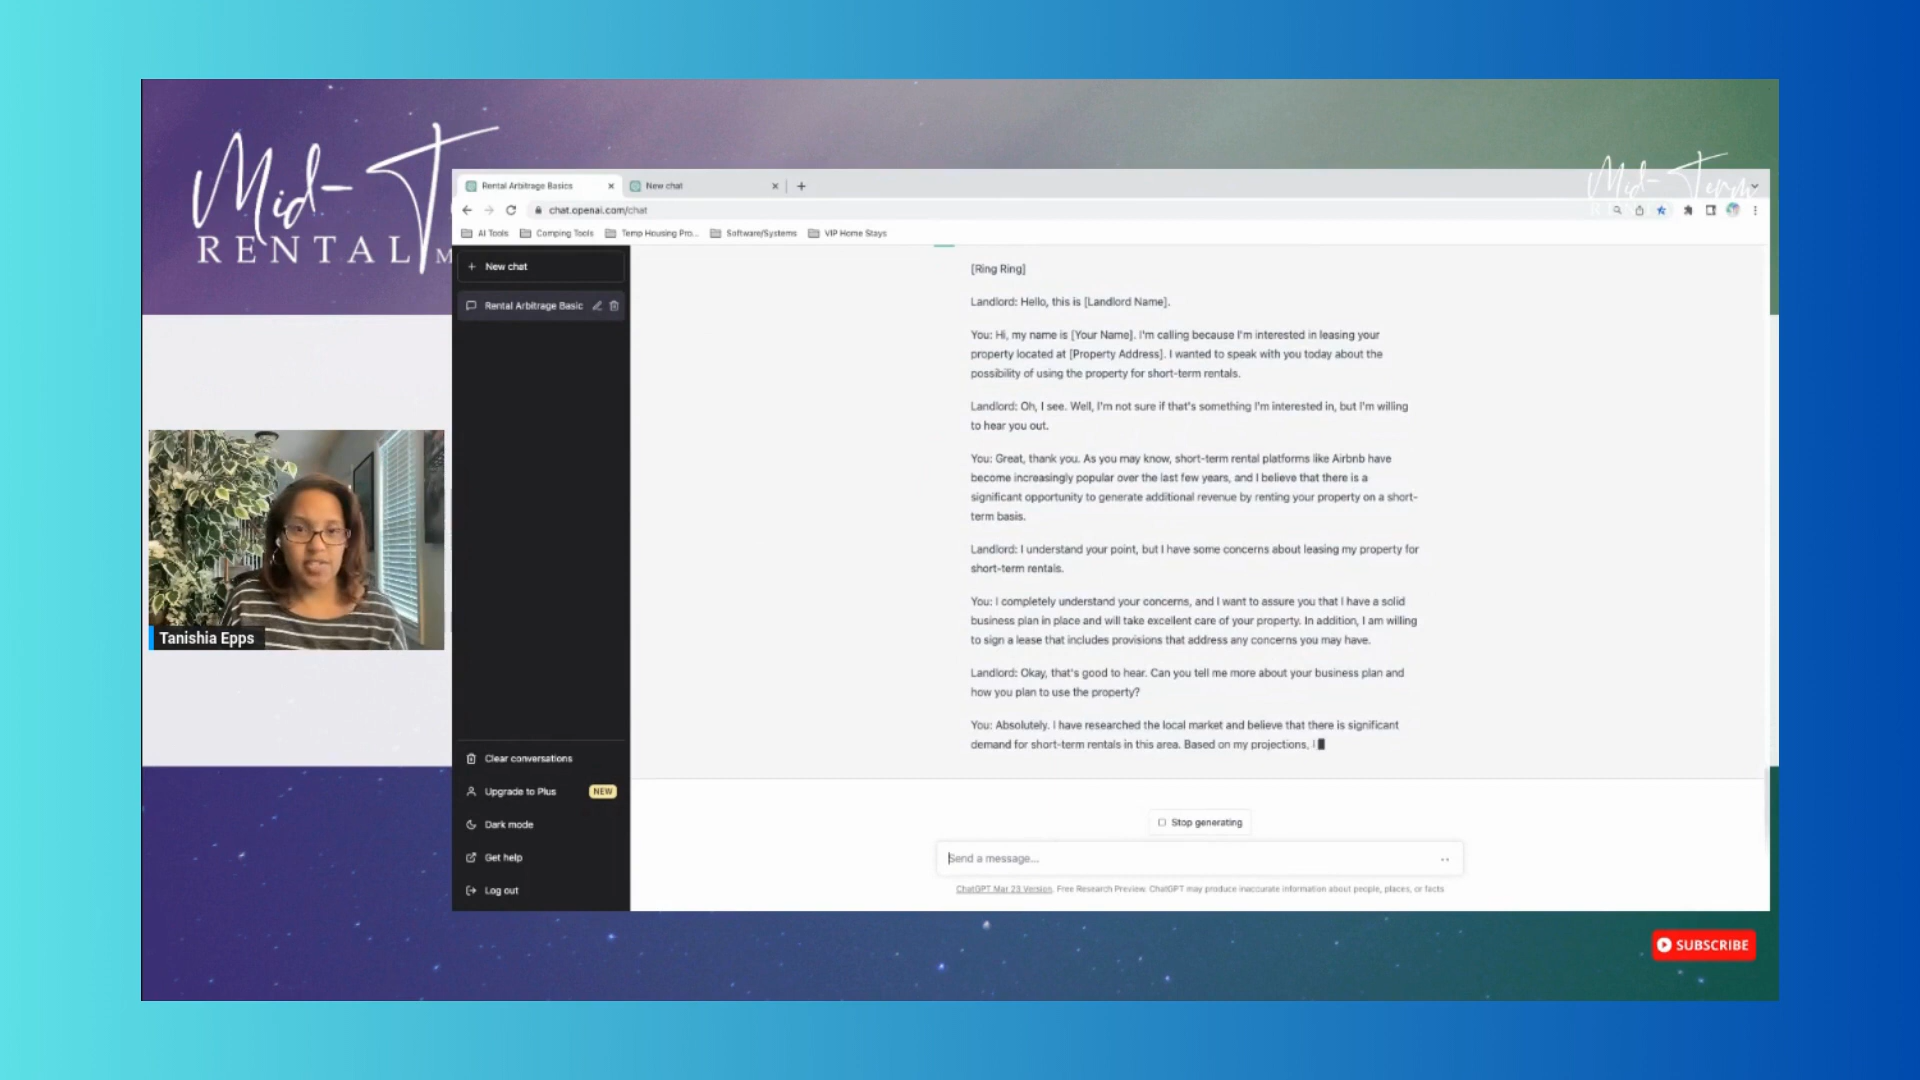 Mid-T
RENTAL M
Mid-Term
Rental Arbitrage Basics
New chat
chat.openai.com/chat
AI Tools
Comping Tools
Temp Housing Pro...
Software/Systems
VIP Home Stays
New chat
Rental Arbitrage Basic
Clear conversations
Upgrade to Plus NEW
Dark mode
Get help
Log out
[Ring Ring]
Landlord: Hello, this is [Landlord Name].
You: Hi, my name is [Your Name]. I'm calling because I'm interested in leasing your
property located at [Property Address]. I wanted to speak with you today about the
possibility of using the property for short-term rentals.
Landlord: Oh, I see. Well, I'm not sure if that's something I'm interested in, but I'm willing
to hear you out.
You: Great, thank you. As you may know, short-term rental platforms like Airbnb have
become increasingly popular over the last few years, and I believe that there is a
significant opportunity to generate additional revenue by renting your property on a short-
term basis.
Landlord: I understand your point, but I have some concerns about leasing my property for
short-term rentals.
You: I completely understand your concerns, and I want to assure you that I have a solid
business plan in place and will take excellent care of your property. In addition, I am willing
to sign a lease that includes provisions that address any concerns you may have.
Landlord: Okay, that's good to hear. Can you tell me more about your business plan and
how you plan to use the property?
You: Absolutely. I have researched the local market and believe that there is significant
demand for short-term rentals in this area. Based on my projections, I
Stop generating
Send a message...
ChatGPT Mar 23 Version. Free Research Preview. ChatGPT may produce inaccurate information about people, places, or facts
Tanishia Epps
SUBSCRIBE